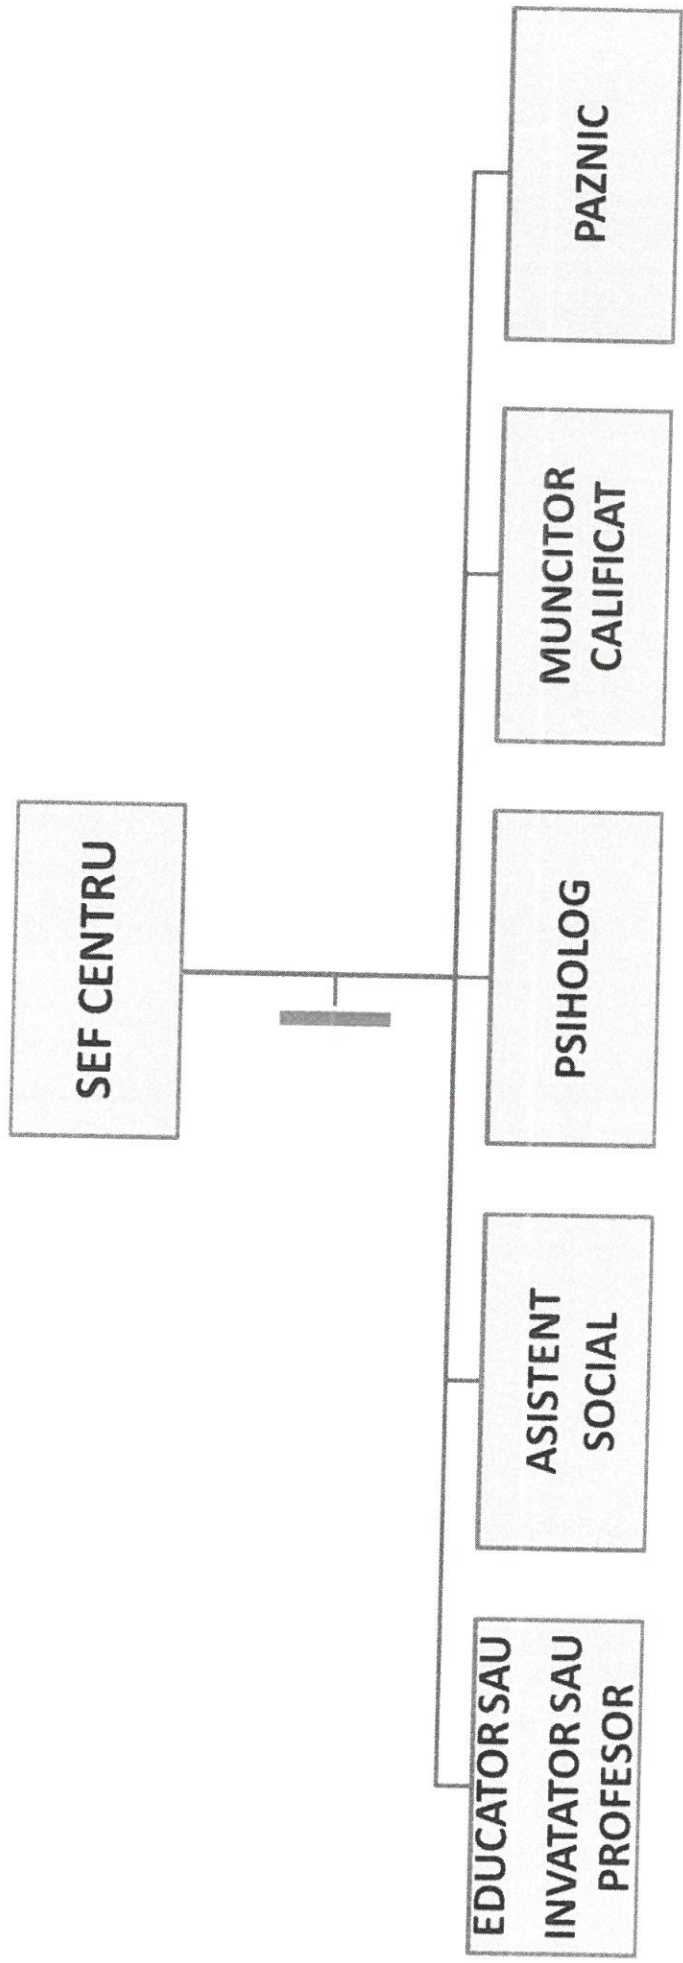 SEF CENTRU
EDUCATOR SAU
INVATATOR SAU
PROFESOR
ASISTENT
SOCIAL
PSIHOLOG
MUNCITOR
CALIFICAT
PAZNIC